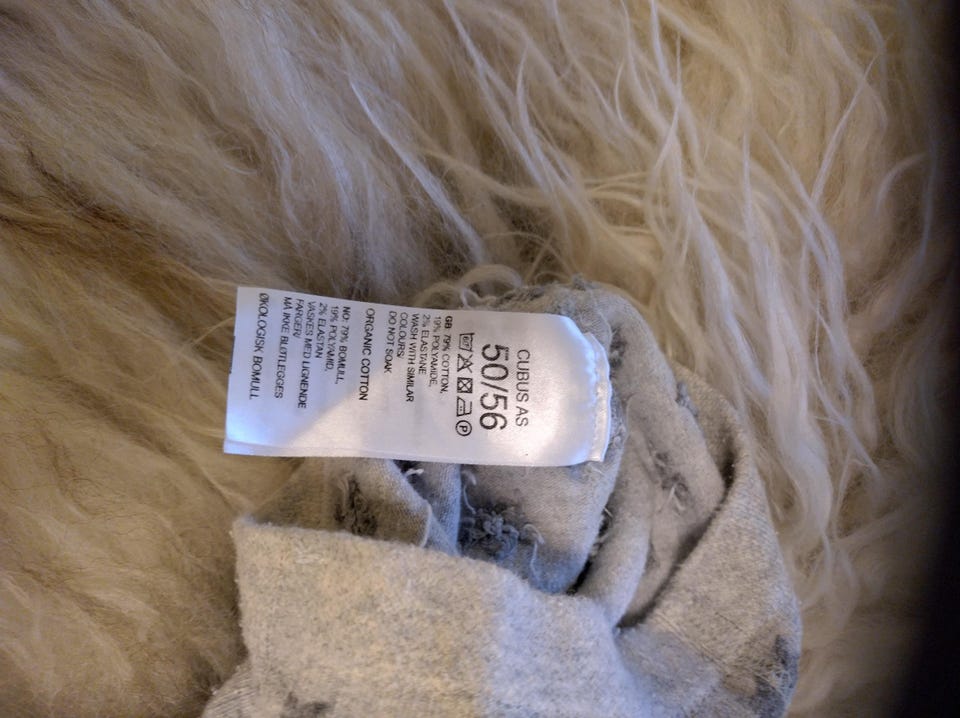 CUBUS AS
50/56
60°
P
GB 79% COTTON,
19% POLYAMIDE,
2% ELASTANE
WASH WITH SIMILAR
COLOURS/
DO NOT SOAK
ORGANIC COTTON
NO: 79% BOMULL,
19% POLYAMID,
2% ELASTAN
VASKES MED LIGNENDE
FARGER/
MÅ IKKE BLØTLEGGES
ØKOLOGISK BOMULL